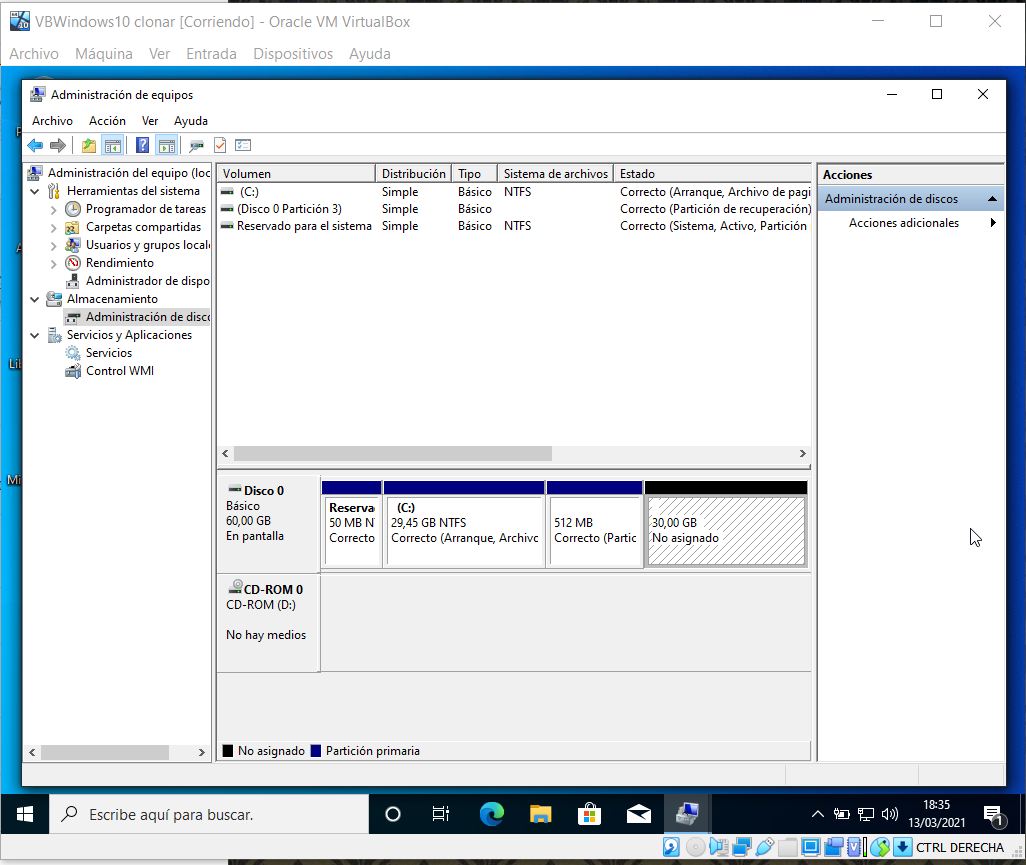 VBWindows10 clonar [Corriendo] - Oracle VM VirtualBox
Archivo Máquina Ver Entrada Dispositivos Ayuda
Administración de equipos
Archivo Acción Ver Ayuda
Administración del equipo (loc
Herramientas del sistema
Programador de tareas
Carpetas compartidas
Usuarios y grupos locale
Rendimiento
Administrador de dispo
Almacenamiento
Administración de disco
Servicios y Aplicaciones
Servicios
Control WMI
Volumen Distribución Tipo Sistema de archivos Estado
(C:) Simple Básico NTFS Correcto (Arranque, Archivo de pagi
(Disco 0 Partición 3) Simple Básico Correcto (Partición de recuperación)
Reservado para el sistema Simple Básico NTFS Correcto (Sistema, Activo, Partición
Acciones
Administración de discos
Acciones adicionales
Disco 0
Básico
60,00 GB
En pantalla
Reserva
50 MB N
Correcto
(C:)
29,45 GB NTFS
Correcto (Arranque, Archivo
512 MB
Correcto (Partic
30,00 GB
No asignado
CD-ROM 0
CD-ROM (D:)
No hay medios
No asignado Partición primaria
Lil
Mi
Escribe aquí para buscar.
18:35
13/03/2021
1
CTRL DERECHA